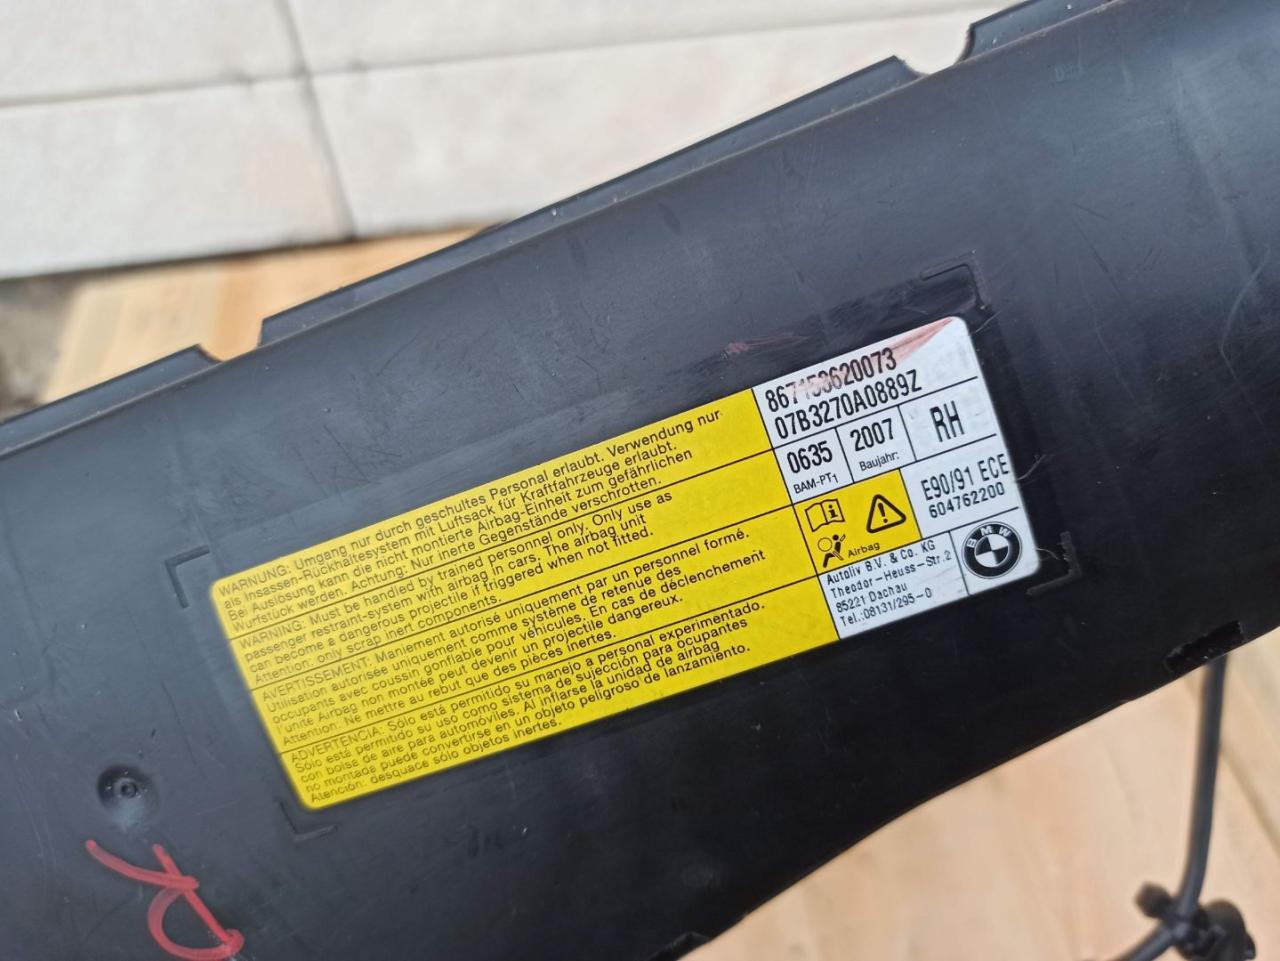 WARNUNG: Umgang nur durch geschultes Personal erlaubt. Verwendung nur
als Insassen-Rückhaltesystem mit Luftsack für Kraftfahrzeuge erlaubt.
Bei Auslösung kann die nicht montierte Airbag-Einheit zum gefährlichen
Wurfstück werden. Achtung: Nur inerte Gegenstände verschrotten.
WARNING: Must be handled by trained personnel only. Only use as
passenger restraint-system with airbag in cars. The airbag unit
can become a dangerous projectile if triggered when not fitted.
Attention: only scrap inert components.
AVERTISSEMENT: Maniement autorisé uniquement par un personnel formé.
Utilisation autorisée uniquement comme système de retenue des
occupants avec coussin gonflable pour véhicules. En cas de déclenchement
l'unité Airbag non montée peut devenir un projectile dangereux.
Attention: Ne mettre au rebut que des pièces inertes.
ADVERTENCIA: Sólo está permitido su manejo a personal experimentado.
Sólo está permitido su uso como sistema de sujección para ocupantes
con bolsa de aire para automóviles. Al inflarse la unidad de airbag
no montada puede convertirse en un objeto peligroso de lanzamiento.
Atención: desguace sólo objetos inertes.
867158620073
07B3270A0889Z
0635
BAM-PT1
2007
Baujahr:
RH
Airbag
E90/91 ECE
604762200
Autoliv B.V. & Co. KG
Theodor-Heuss-Str.2
85221 Dachau
Tel.:08131/295-0
BMW
R